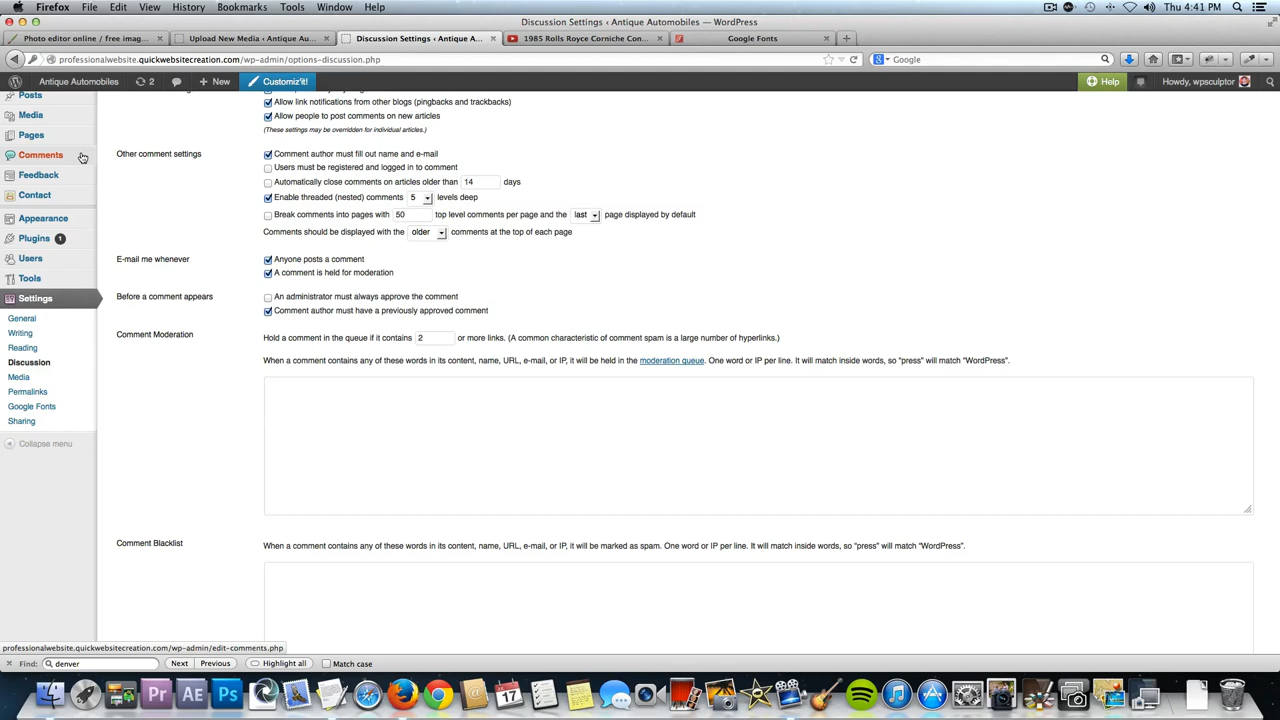 Firefox File Edit View History Bookmarks Tools Window Help Thu 4:41 PM
Discussion Settings ‹ Antique Automobiles — WordPress
Photo editor online / free imag... × Upload New Media ‹ Antique Au... × Discussion Settings ‹ Antique A... × 1985 Rolls Royce Corniche Con... × Google Fonts × +
professionalwebsite.quickwebsitecreation.com/wp-admin/options-discussion.php Google
Antique Automobiles 2 + New Customiz'it! Help Howdy, wpsculptor
Posts
Media
Pages
Comments
Feedback
Contact
Appearance
Plugins 1
Users
Tools
Settings
General
Writing
Reading
Discussion
Media
Permalinks
Google Fonts
Sharing
Collapse menu
Allow link notifications from other blogs (pingbacks and trackbacks)
Allow people to post comments on new articles
(These settings may be overridden for individual articles.)
Other comment settings
Comment author must fill out name and e-mail
Users must be registered and logged in to comment
Automatically close comments on articles older than 14 days
Enable threaded (nested) comments 5 levels deep
Break comments into pages with 50 top level comments per page and the last page displayed by default
Comments should be displayed with the older comments at the top of each page
E-mail me whenever
Anyone posts a comment
A comment is held for moderation
Before a comment appears
An administrator must always approve the comment
Comment author must have a previously approved comment
Comment Moderation
Hold a comment in the queue if it contains 2 or more links. (A common characteristic of comment spam is a large number of hyperlinks.)
When a comment contains any of these words in its content, name, URL, e-mail, or IP, it will be held in the moderation queue. One word or IP per line. It will match inside words, so "press" will match "WordPress".
Comment Blacklist
When a comment contains any of these words in its content, name, URL, e-mail, or IP, it will be marked as spam. One word or IP per line. It will match inside words, so "press" will match "WordPress".
professionalwebsite.quickwebsitecreation.com/wp-admin/edit-comments.php
× Find: denver Next Previous Highlight all Match case
Pr Ae Ps 17